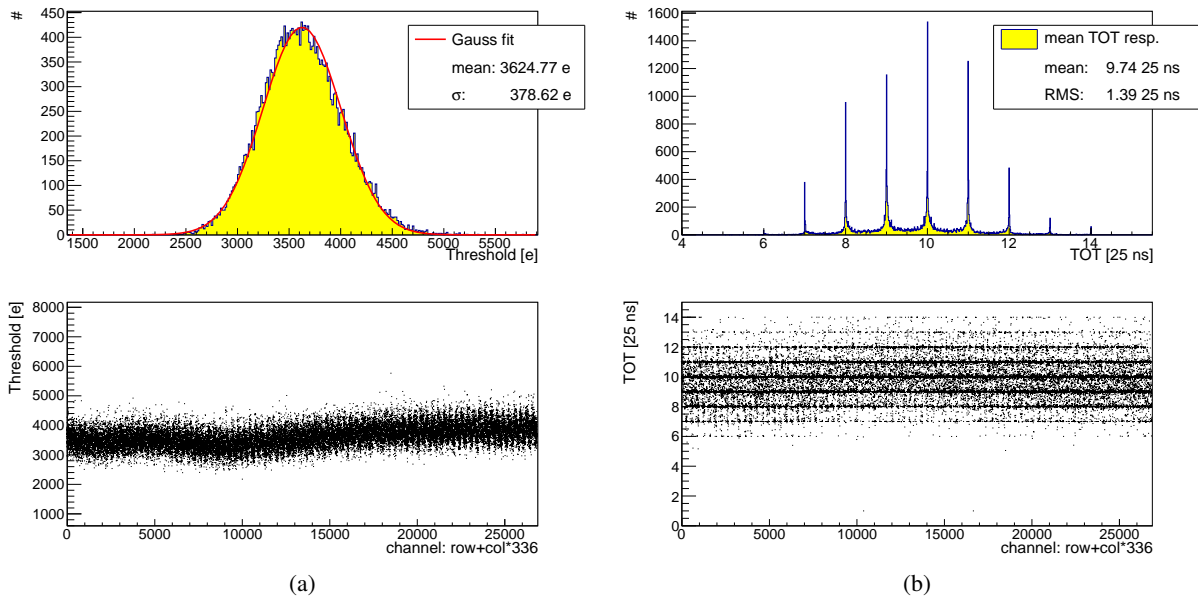 #
450
400
350
300
250
200
150
100
50
0
Gauss fit
mean: 3624.77 e
σ: 378.62 e
1500 2000 2500 3000 3500 4000 4500 5000 5500
Threshold [e]
#
1600
1400
1200
1000
800
600
400
200
0
mean TOT resp.
mean: 9.74 25 ns
RMS: 1.39 25 ns
4 6 8 10 12 14
TOT [25 ns]
Threshold [e]
8000
7000
6000
5000
4000
3000
2000
1000
0 5000 10000 15000 20000 25000
channel: row+col*336
TOT [25 ns]
14
12
10
8
6
4
2
0
0 5000 10000 15000 20000 25000
channel: row+col*336
(a)
(b)